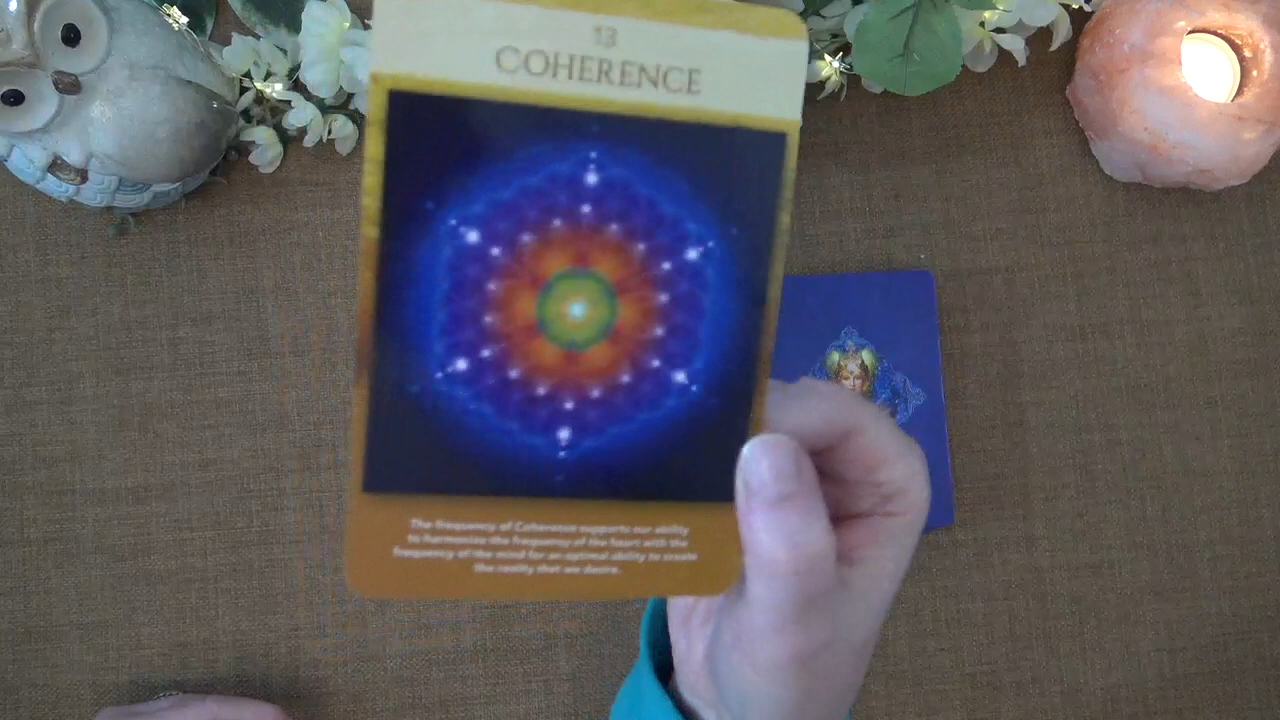 13
COHERENCE
The frequency of Coherence supports our ability
to harmonize the frequency of the heart with the
frequency of the mind for an optimal ability to create
the reality that we desire.